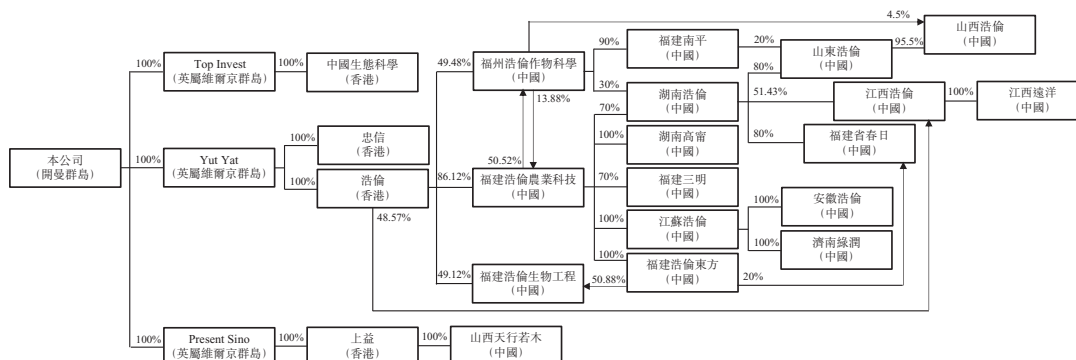 4.5%
山西浩倫
(中國)
福州浩倫作物科學
(中國)
90%
福建南平
(中國)
20%
山東浩倫
(中國)
95.5%
100%
Top Invest
(英屬維爾京群島)
100%
中國生態科學
(香港)
49.48%
30%
80%
13.88%
70%
湖南浩倫
(中國)
51.43%
江西浩倫
(中國)
100%
江西遠洋
(中國)
100%
忠信
(香港)
100%
湖南高甯
(中國)
80%
福建省春日
(中國)
本公司
(開曼群島)
100%
Yut Yat
(英屬維爾京群島)
50.52%
100%
浩倫
(香港)
86.12%
福建浩倫農業科技
(中國)
70%
福建三明
(中國)
48.57%
100%
安徽浩倫
(中國)
100%
江蘇浩倫
(中國)
100%
濟南綠潤
(中國)
49.12%
福建浩倫生物工程
(中國)
50.88%
100%
福建浩倫東方
(中國)
20%
100%
Present Sino
(英屬維爾京群島)
100%
上益
(香港)
100%
山西天行若木
(中國)